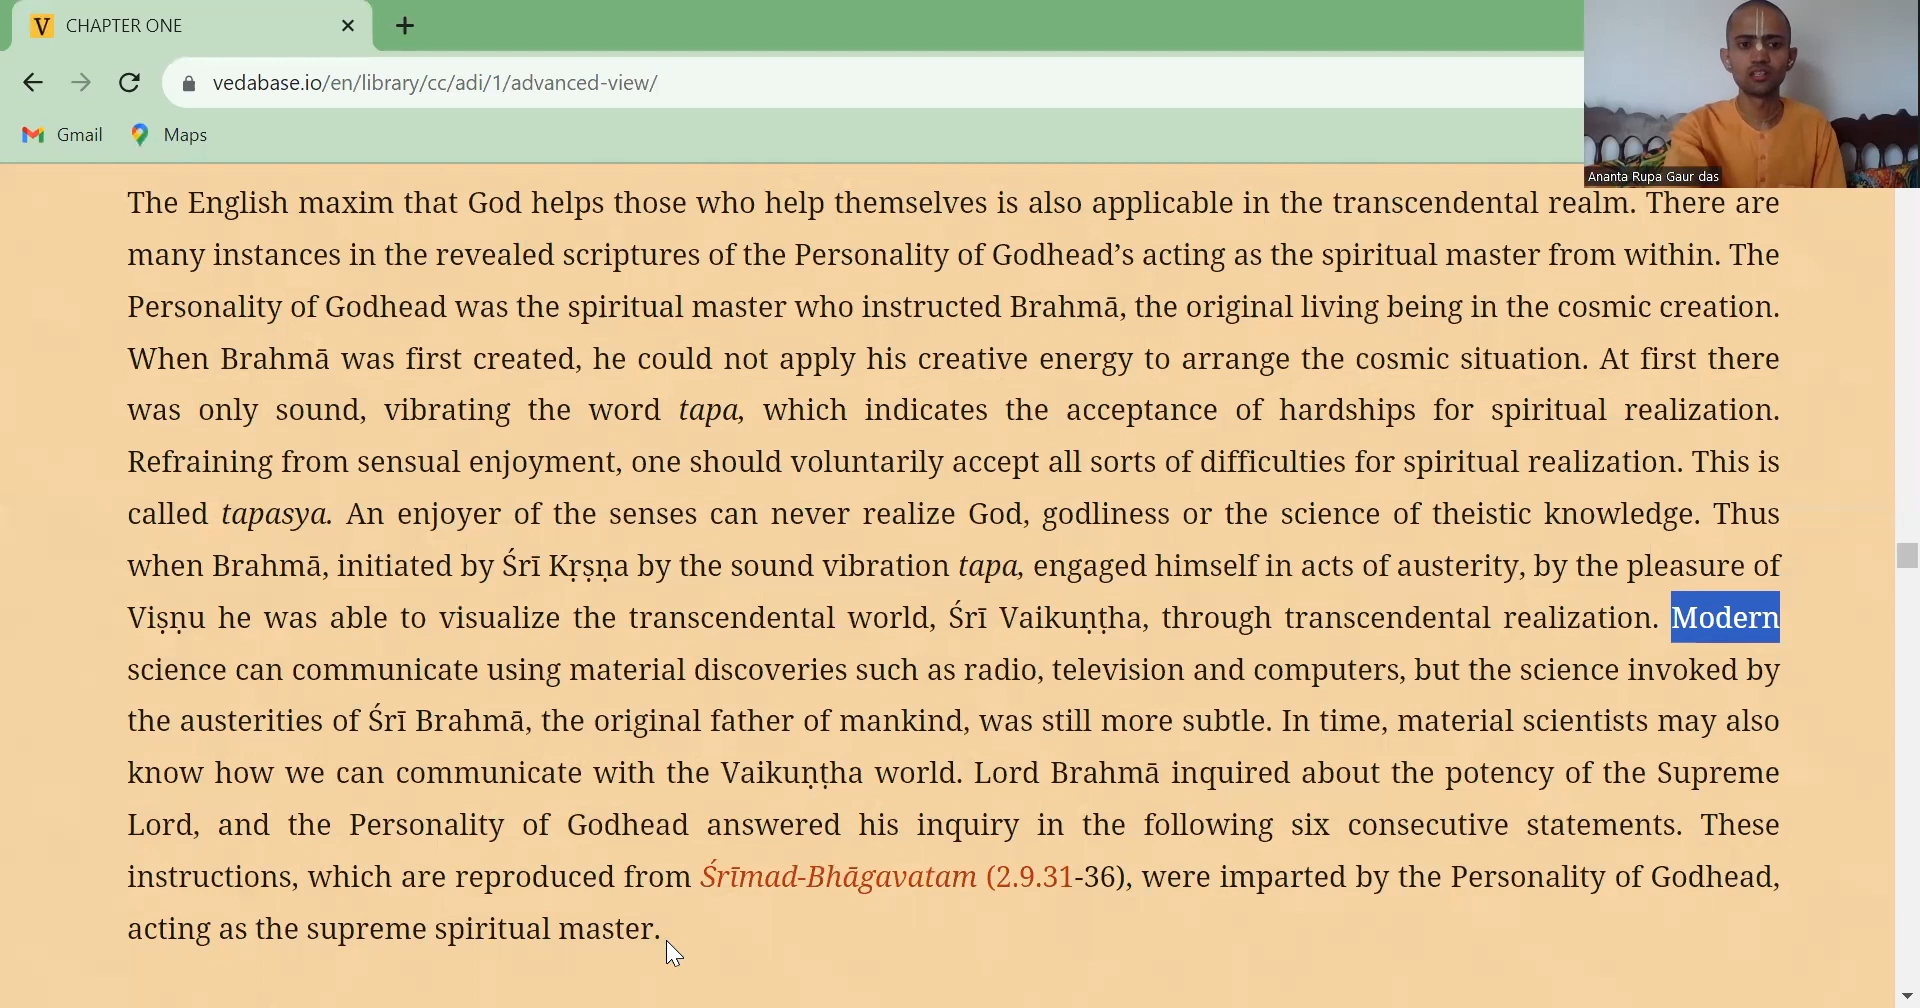 V CHAPTER ONE
vedabase.io/en/library/cc/adi/1/advanced-view/
Gmail Maps
Ananta Rupa Gaur das
The English maxim that God helps those who help themselves is also applicable in the transcendental realm. There are
many instances in the revealed scriptures of the Personality of Godhead’s acting as the spiritual master from within. The
Personality of Godhead was the spiritual master who instructed Brahmā, the original living being in the cosmic creation.
When Brahmā was first created, he could not apply his creative energy to arrange the cosmic situation. At first there
was only sound, vibrating the word tapa, which indicates the acceptance of hardships for spiritual realization.
Refraining from sensual enjoyment, one should voluntarily accept all sorts of difficulties for spiritual realization. This is
called tapasya. An enjoyer of the senses can never realize God, godliness or the science of theistic knowledge. Thus
when Brahmā, initiated by Śrī Kṛṣṇa by the sound vibration tapa, engaged himself in acts of austerity, by the pleasure of
Viṣṇu he was able to visualize the transcendental world, Śrī Vaikuṇṭha, through transcendental realization. Modern
science can communicate using material discoveries such as radio, television and computers, but the science invoked by
the austerities of Śrī Brahmā, the original father of mankind, was still more subtle. In time, material scientists may also
know how we can communicate with the Vaikuṇṭha world. Lord Brahmā inquired about the potency of the Supreme
Lord, and the Personality of Godhead answered his inquiry in the following six consecutive statements. These
instructions, which are reproduced from Śrīmad-Bhāgavatam (2.9.31-36), were imparted by the Personality of Godhead,
acting as the supreme spiritual master.